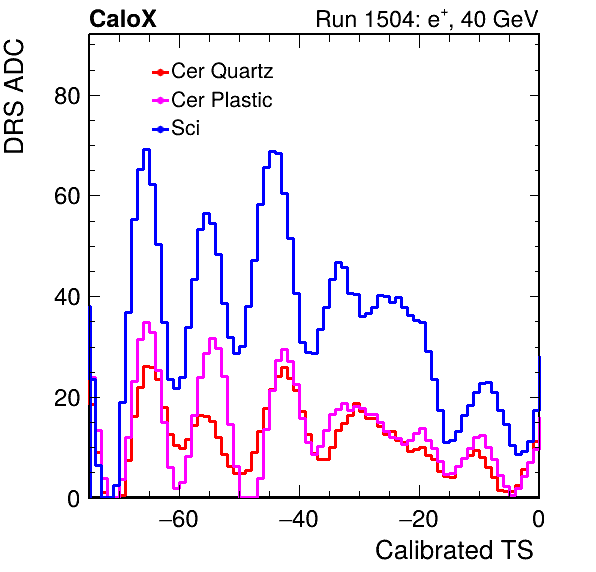 CaloX Run 1504: e⁺, 40 GeV
DRS ADC
Cer Quartz
Cer Plastic
Sci
80
60
40
20
0
−60 −40 −20 0
Calibrated TS